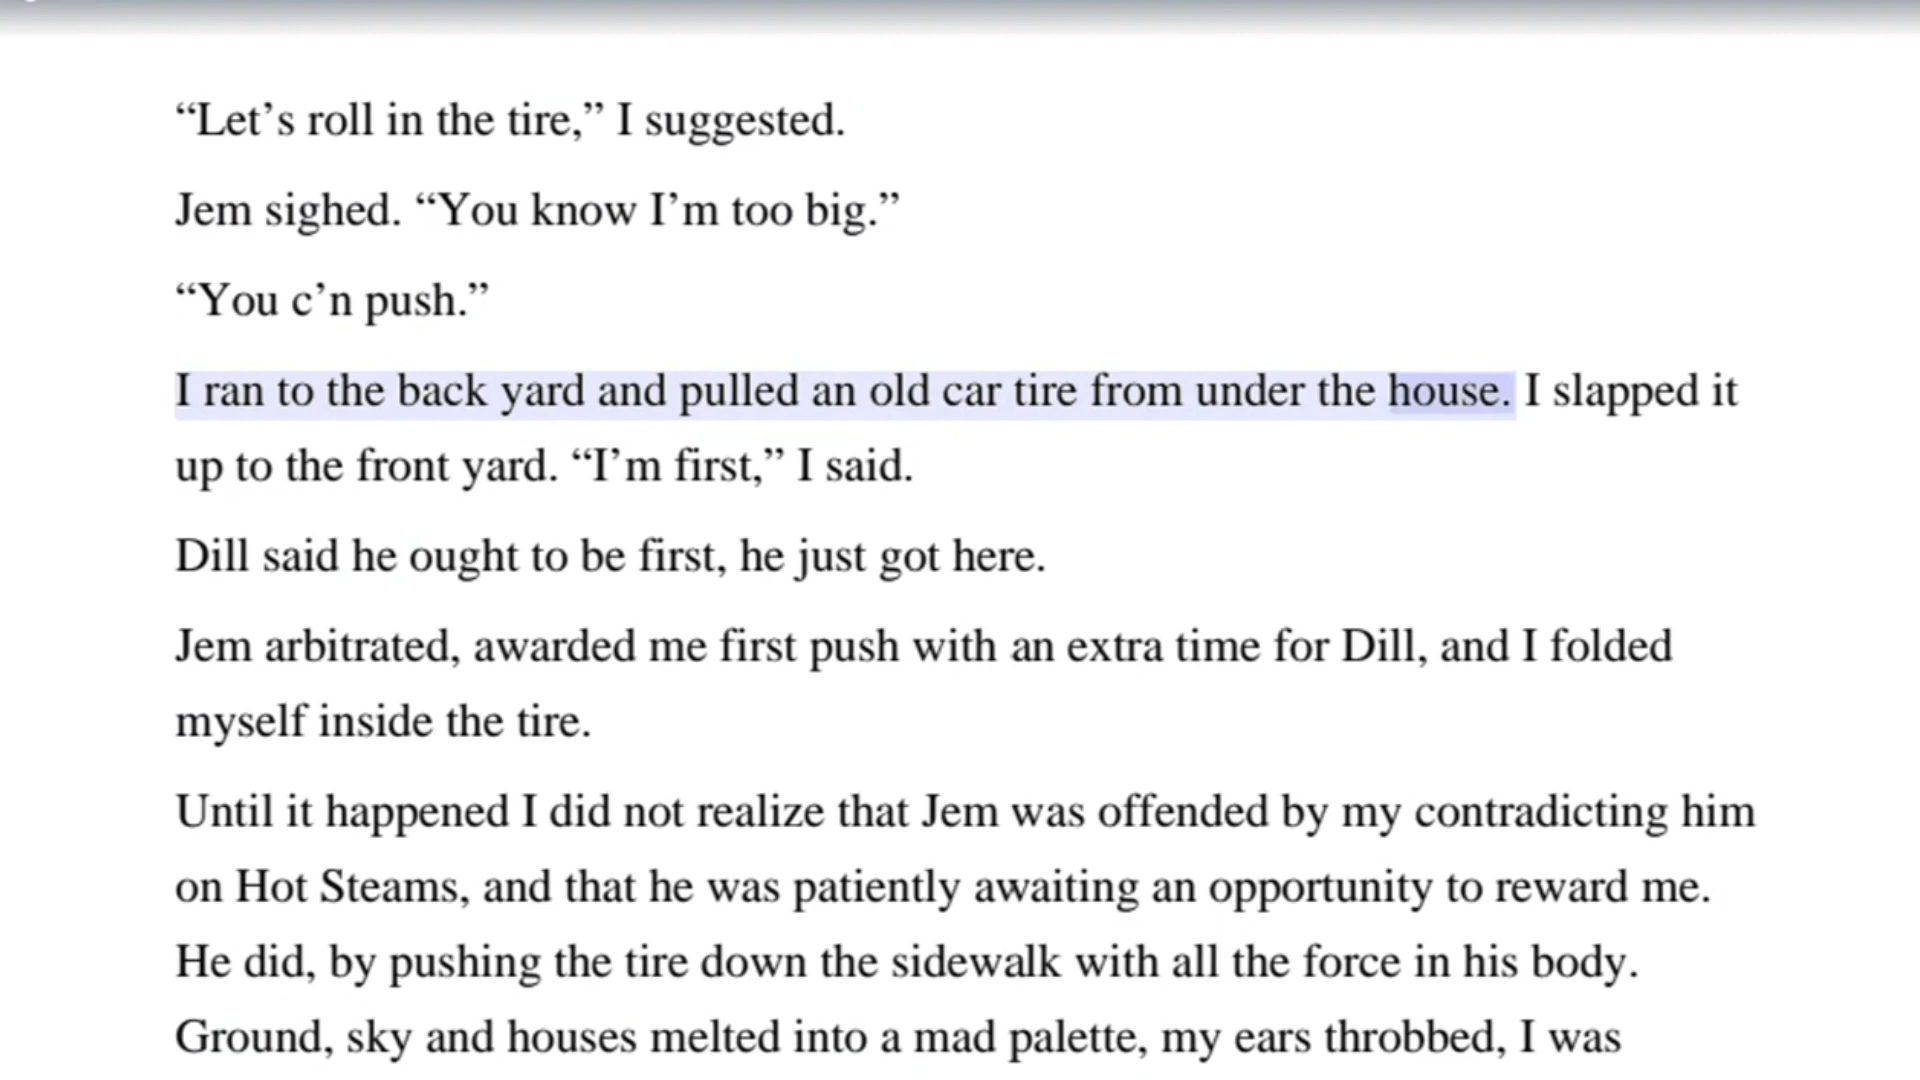 “Let’s roll in the tire,” I suggested.
Jem sighed. “You know I’m too big.”
“You c’n push.”
I ran to the back yard and pulled an old car tire from under the house. I slapped it
up to the front yard. “I’m first,” I said.
Dill said he ought to be first, he just got here.
Jem arbitrated, awarded me first push with an extra time for Dill, and I folded
myself inside the tire.
Until it happened I did not realize that Jem was offended by my contradicting him
on Hot Steams, and that he was patiently awaiting an opportunity to reward me.
He did, by pushing the tire down the sidewalk with all the force in his body.
Ground, sky and houses melted into a mad palette, my ears throbbed, I was